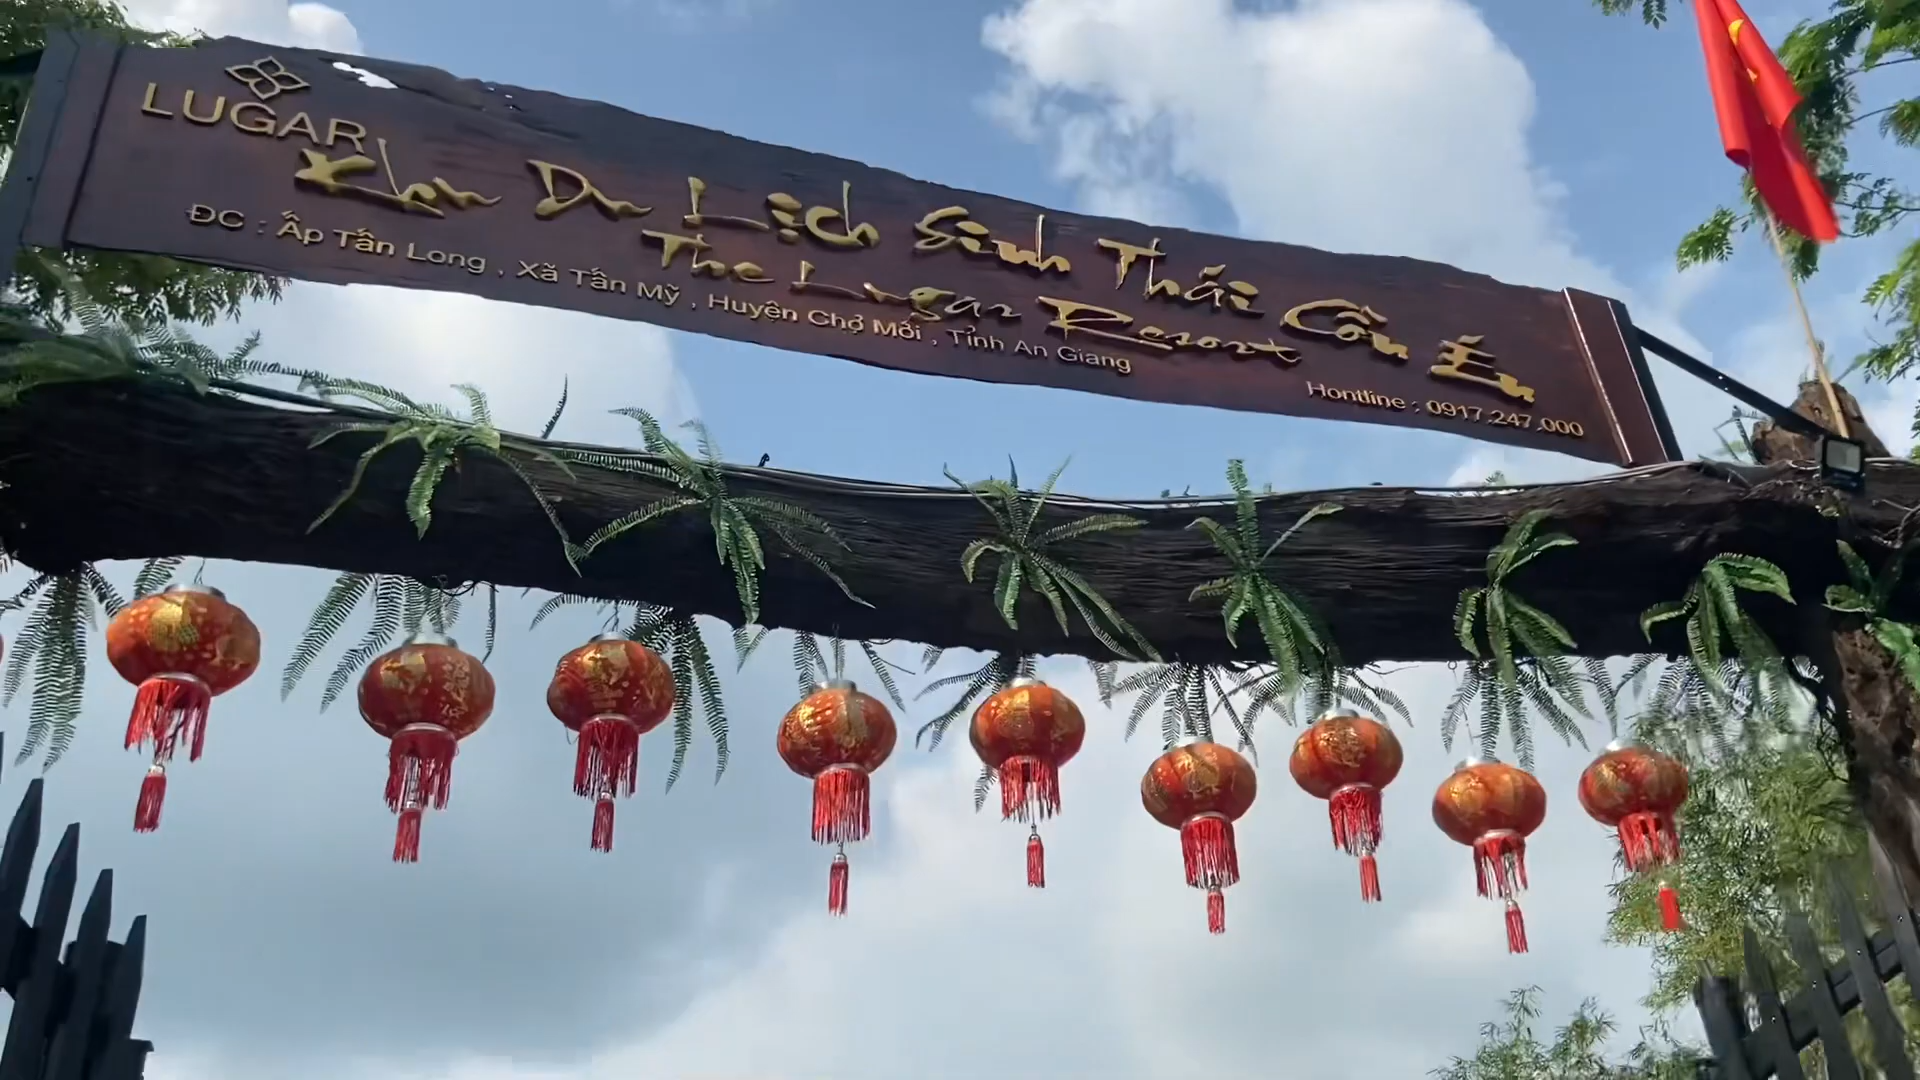 LUGAR
Khu Du Lịch Sinh Thái Cồn Én
The Lugar Resort
ĐC : Ấp Tấn Long , Xã Tấn Mỹ , Huyện Chợ Mới , Tỉnh An Giang
Hontline : 0917.247.000